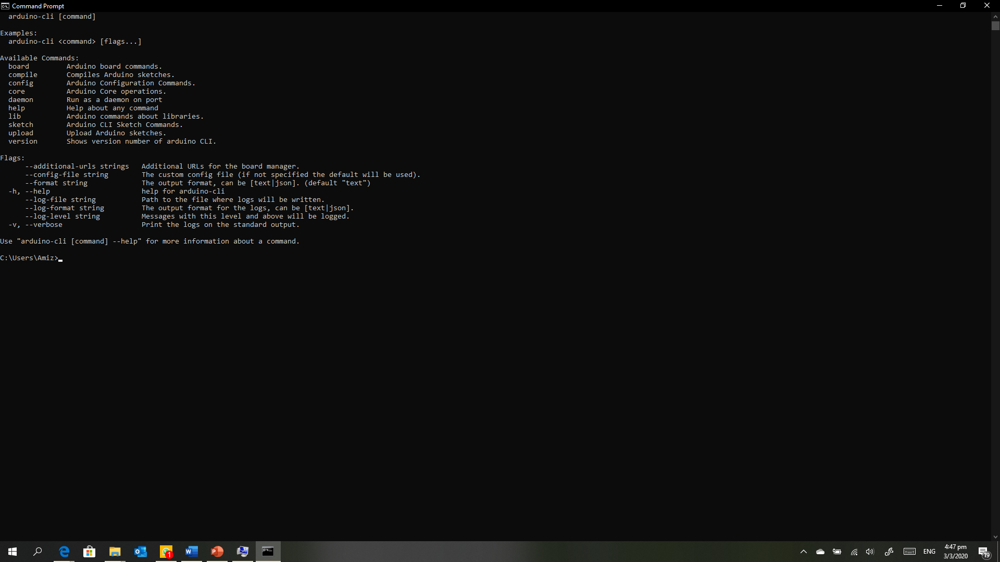 Command Prompt
arduino-cli [command]
Examples:
arduino-cli <command> [flags...]
Available Commands:
board Arduino board commands.
compile Compiles Arduino sketches.
config Arduino Configuration Commands.
core Arduino Core operations.
daemon Run as a daemon on port
help Help about any command
lib Arduino commands about libraries.
sketch Arduino CLI Sketch Commands.
upload Upload Arduino sketches.
version Shows version number of arduino CLI.
Flags:
--additional-urls strings Additional URLs for the board manager.
--config-file string The custom config file (if not specified the default will be used).
--format string The output format, can be [text|json]. (default "text")
-h, --help help for arduino-cli
--log-file string Path to the file where logs will be written.
--log-format string The output format for the logs, can be [text|json].
--log-level string Messages with this level and above will be logged.
-v, --verbose Print the logs on the standard output.
Use "arduino-cli [command] --help" for more information about a command.
C:\Users\Amiz>
1
ENG
4:47 pm
3/3/2020
19